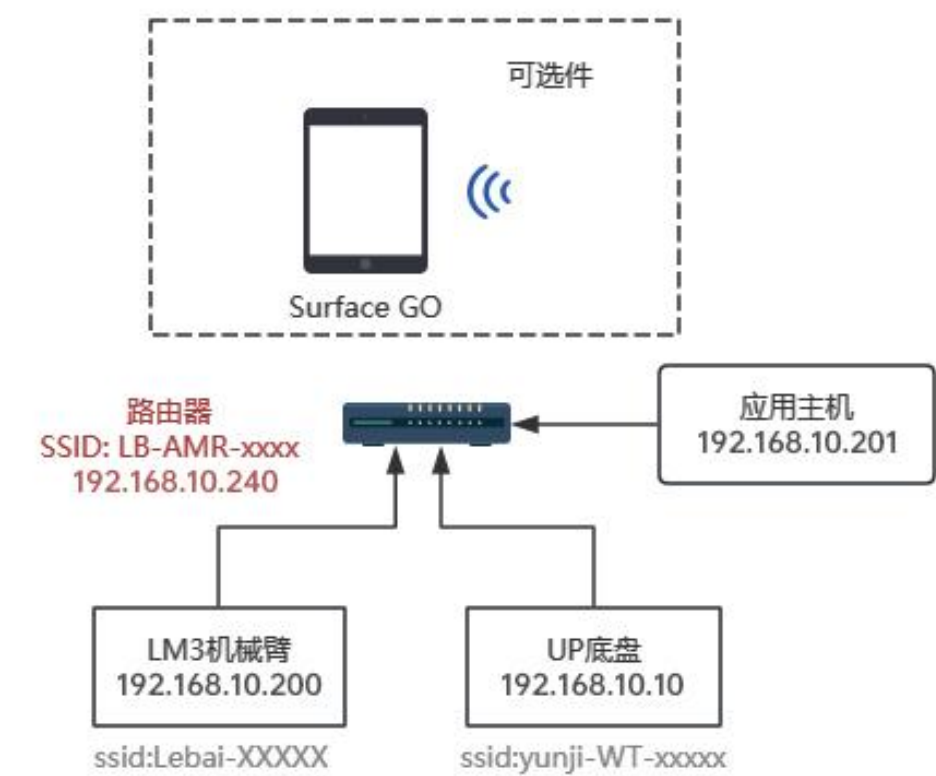 可选件
Surface GO
路由器
SSID: LB-AMR-xxxx
192.168.10.240
应用主机
192.168.10.201
LM3机械臂
192.168.10.200
ssid:Lebai-XXXXX
UP底盘
192.168.10.10
ssid:yunji-WT-xxxxx